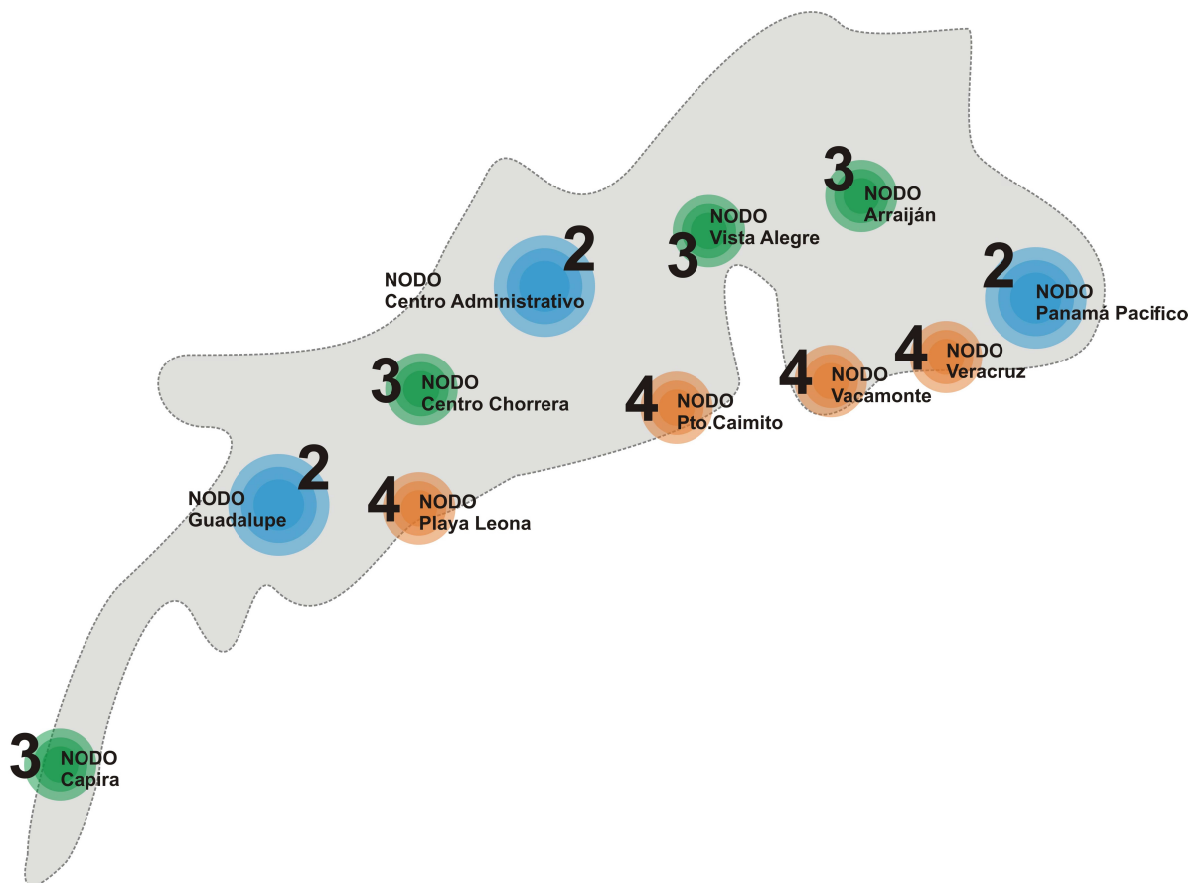 3
NODO
Arraiján
NODO
Vista Alegre
3
2
NODO
Centro Administrativo
2
NODO
Panamá Pacifico
4
NODO
Veracruz
4
NODO
Vacamonte
3
NODO
Centro Chorrera
4
NODO
Pto.Caimito
2
NODO
Guadalupe
4
NODO
Playa Leona
3
NODO
Capira